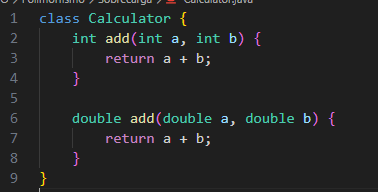 Polimorfismo > Sobrecarga > Calculator.java
1 class Calculator {
2     int add(int a, int b) {
3         return a + b;
4     }
5
6     double add(double a, double b) {
7         return a + b;
8     }
9 }